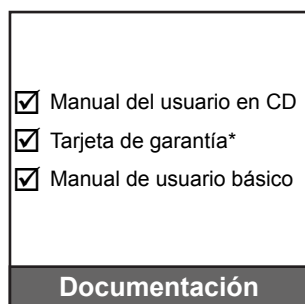 Manual del usuario en CD
Tarjeta de garantía*
Manual de usuario básico
Documentación